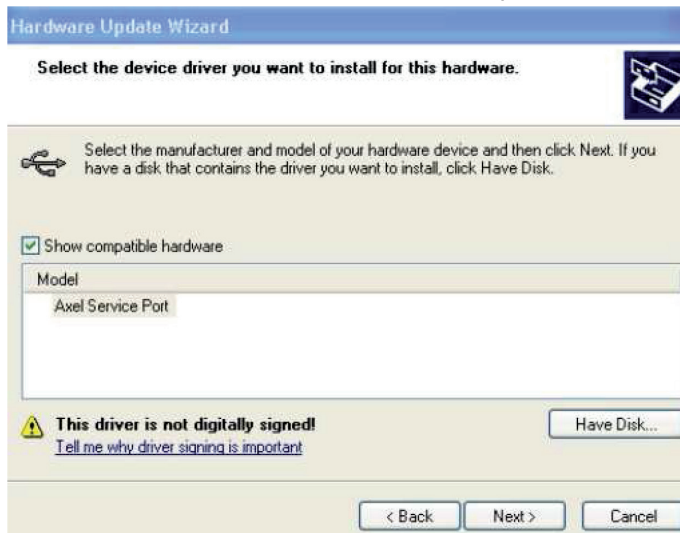 Hardware Update Wizard
Select the device driver you want to install for this hardware.
Select the manufacturer and model of your hardware device and then click Next. If you
have a disk that contains the driver you want to install, click Have Disk.
Show compatible hardware
Model
Axel Service Port
This driver is not digitally signed!
Have Disk...
Tell me why driver signing is important
< Back
Next >
Cancel